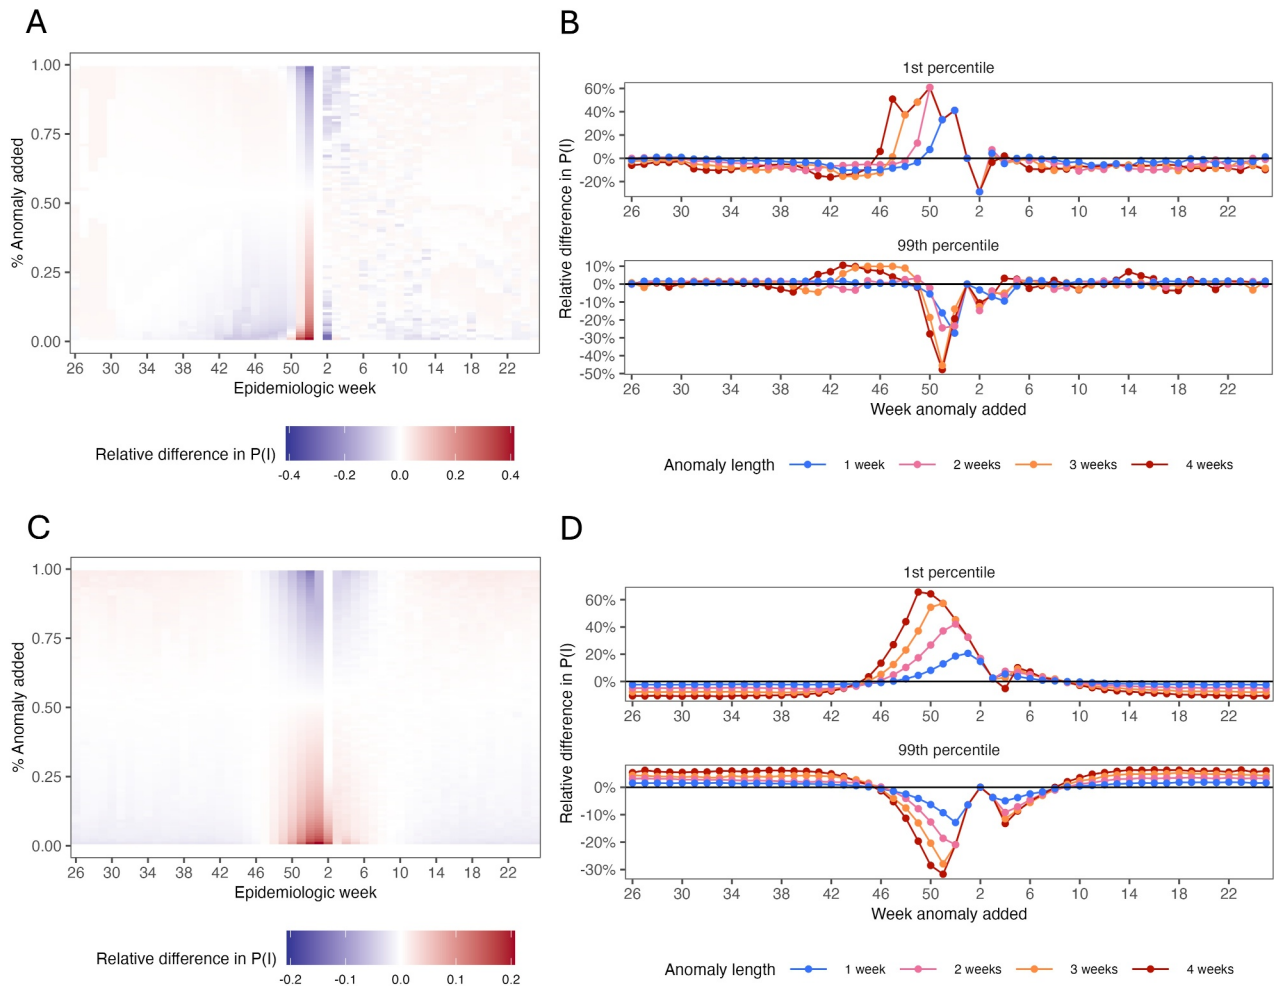 A
1.00
0.75
0.50
0.25
0.00
% Anomaly added
26 30 34 38 42 46 50 2 6 10 14 18 22
Epidemiologic week
Relative difference in P(I)
-0.4 -0.2 0.0 0.2 0.4
B
1st percentile
60%
40%
20%
0%
-20%
26 30 34 38 42 46 50 2 6 10 14 18 22
Relative difference in P(I)
99th percentile
10%
0%
-10%
-20%
-30%
-40%
-50%
26 30 34 38 42 46 50 2 6 10 14 18 22
Week anomaly added
Anomaly length 1 week 2 weeks 3 weeks 4 weeks
C
1.00
0.75
0.50
0.25
0.00
% Anomaly added
26 30 34 38 42 46 50 2 6 10 14 18 22
Epidemiologic week
Relative difference in P(I)
-0.2 -0.1 0.0 0.1 0.2
D
1st percentile
60%
40%
20%
0%
26 30 34 38 42 46 50 2 6 10 14 18 22
Relative difference in P(I)
99th percentile
0%
-10%
-20%
-30%
26 30 34 38 42 46 50 2 6 10 14 18 22
Week anomaly added
Anomaly length 1 week 2 weeks 3 weeks 4 weeks